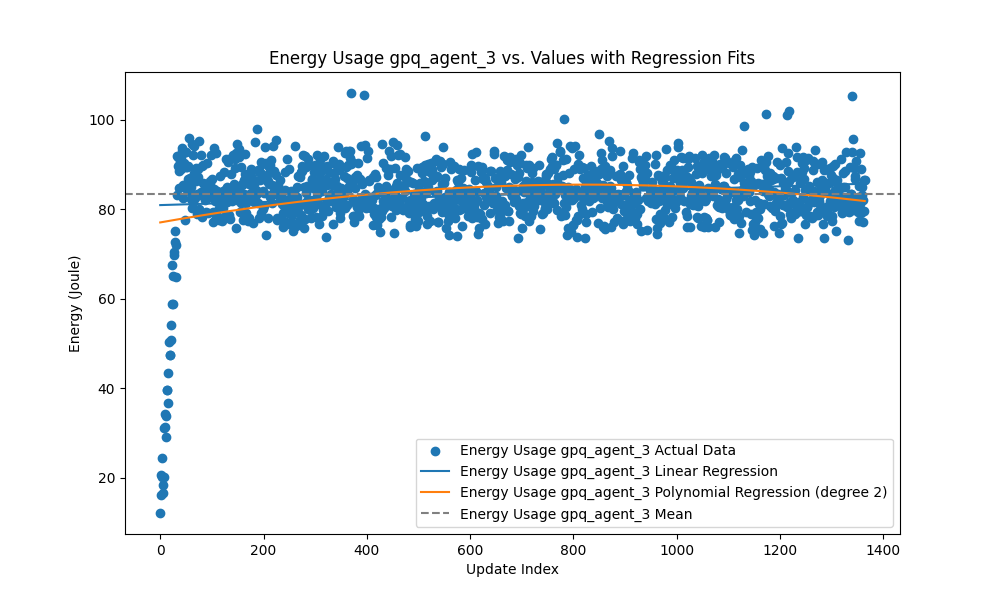 Energy Usage gpq_agent_3 vs. Values with Regression Fits
100
80
60
40
20
Energy (Joule)
Energy Usage gpq_agent_3 Actual Data
Energy Usage gpq_agent_3 Linear Regression
Energy Usage gpq_agent_3 Polynomial Regression (degree 2)
Energy Usage gpq_agent_3 Mean
0 200 400 600 800 1000 1200 1400
Update Index